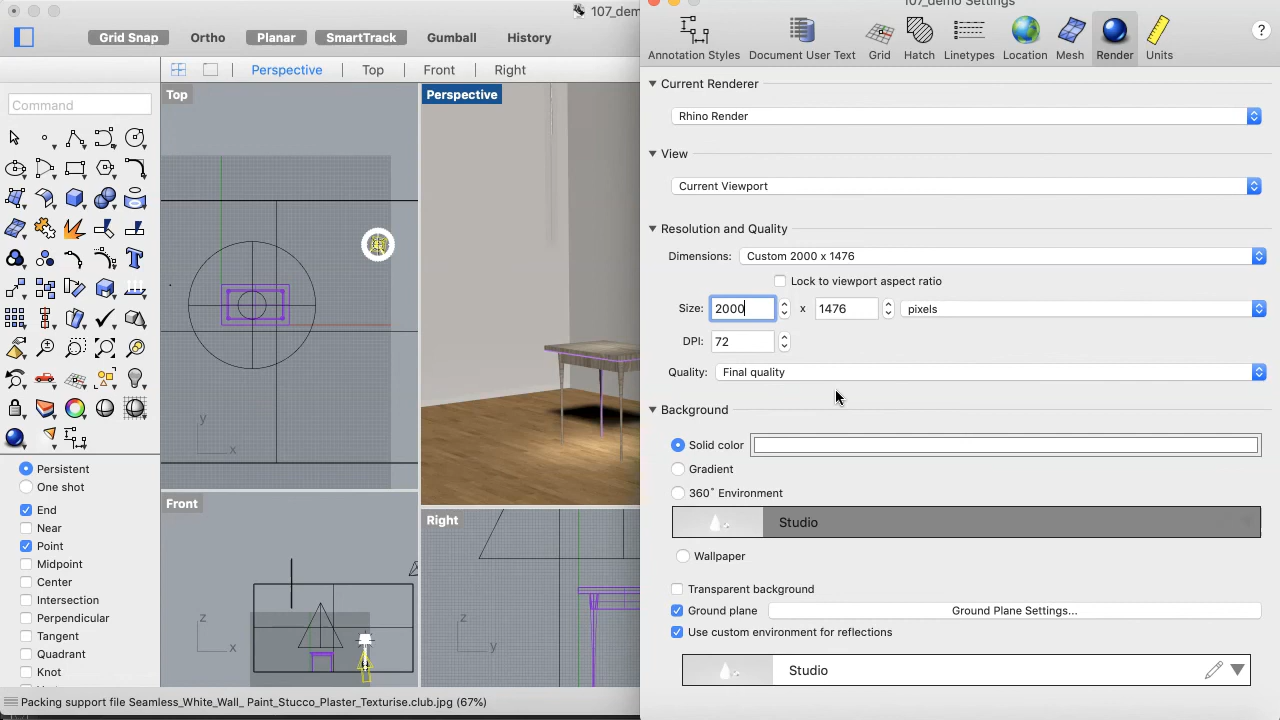 107_dem
107_demo Settings
Grid Snap
Ortho
Planar
SmartTrack
Gumball
History
Annotation Styles
Document User Text
Grid
Hatch
Linetypes
Location
Mesh
Render
Units
?
Perspective
Top
Front
Right
Command
Top
Perspective
y
x
Front
z
x
Right
z
y
Persistent
One shot
End
Near
Point
Midpoint
Center
Intersection
Perpendicular
Tangent
Quadrant
Knot
Packing support file Seamless_White_Wall_ Paint_Stucco_Plaster_Texturise.club.jpg (67%)
Current Renderer
Rhino Render
View
Current Viewport
Resolution and Quality
Dimensions: Custom 2000 x 1476
Lock to viewport aspect ratio
Size: 2000 x 1476 pixels
DPI: 72
Quality: Final quality
Background
Solid color
Gradient
360° Environment
Studio
Wallpaper
Transparent background
Ground plane
Ground Plane Settings...
Use custom environment for reflections
Studio